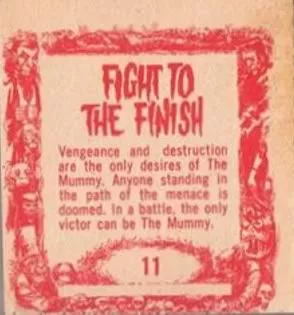 FIGHT TO
THE FINISH
Vengeance and destruction
are the only desires of The
Mummy. Anyone standing in
the path of the menace is
doomed. In a battle, the only
victor can be The Mummy.
11